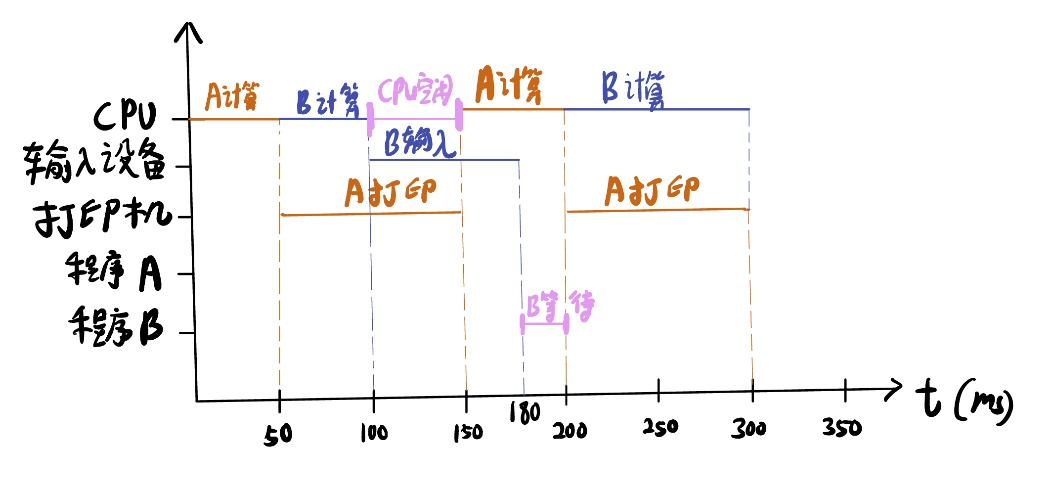 A计算
B计算
CPU空闲
A计算
B计算
CPU
B输入
输入设备
A打印
A打印
打印机
程序A
B等待
程序B
t(ms)
50
100
150
180
200
250
300
350